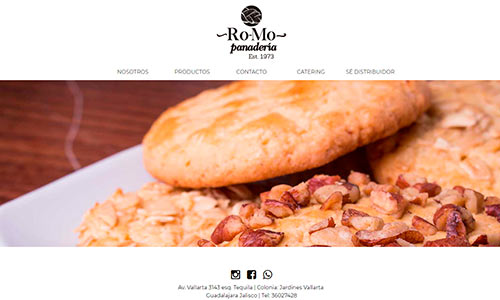 ~Ro·Mo~
panadería
Est. 1973
NOSOTROS PRODUCTOS CONTACTO CATERING SÉ DISTRIBUIDOR
Av. Vallarta 3143 esq. Tequila | Colonia: Jardines Vallarta
Guadalajara Jalisco | Tel: 36027428